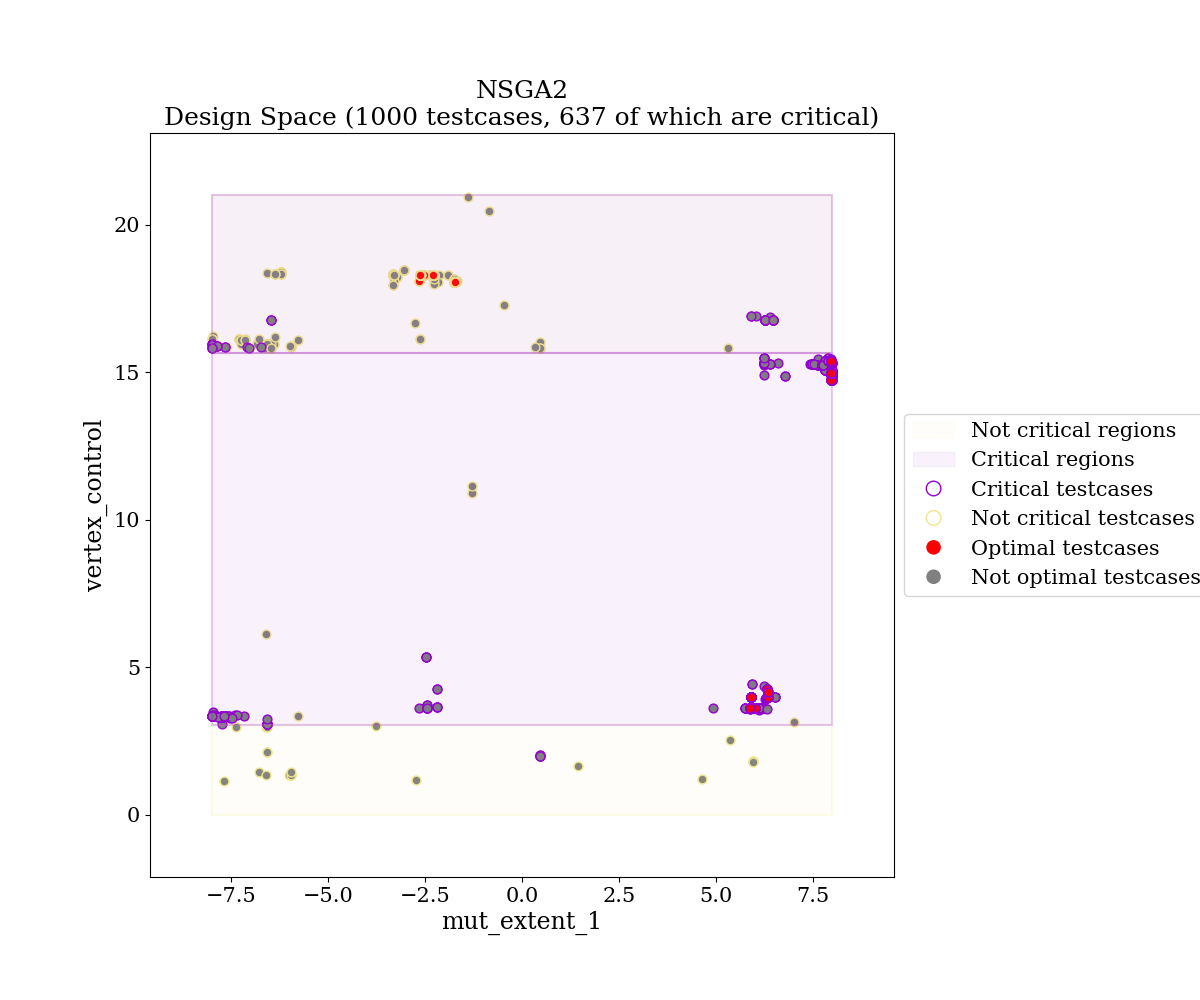 NSGA2
Design Space (1000 testcases, 637 of which are critical)
20
15
10
5
0
vertex_control
−7.5
−5.0
−2.5
0.0
2.5
5.0
7.5
mut_extent_1
Not critical regions
Critical regions
Critical testcases
Not critical testcases
Optimal testcases
Not optimal testcases